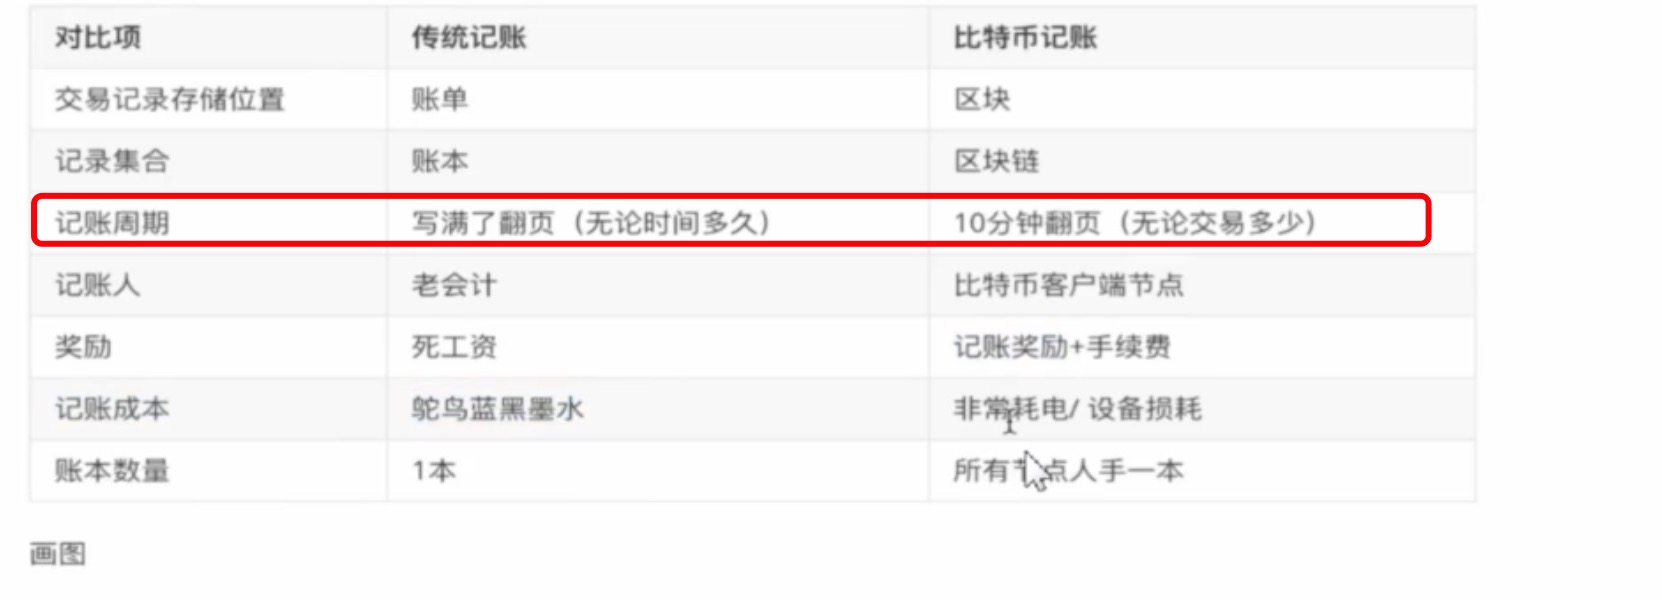 对比项 传统记账 比特币记账
交易记录存储位置 账单 区块
记录集合 账本 区块链
记账周期 写满了翻页（无论时间多久） 10分钟翻页（无论交易多少）
记账人 老会计 比特币客户端节点
奖励 死工资 记账奖励+手续费
记账成本 鸵鸟蓝黑墨水 非常耗电/ 设备损耗
账本数量 1本 所有节点人手一本
画图